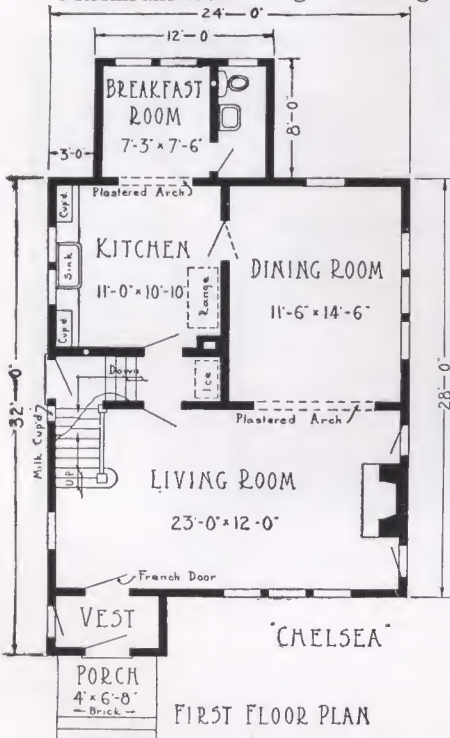 24'-0"
12'-0"
BREAKFAST
ROOM
7'-3" x 7'-6"
8'-0"
3'-0"
Plastered Arch
Cup'd.
Sink
Cup'd
KITCHEN
11'-0" x 10'-10"
Range
DINING ROOM
11'-6" x 14'-6"
Down
Ice
Plastered Arch
32'-0"
28'-0"
Milk Cup'd
UP
LIVING ROOM
23'-0" x 12'-0"
French Door
VEST
"CHELSEA"
PORCH
4' x 6'-8"
Brick
FIRST FLOOR PLAN